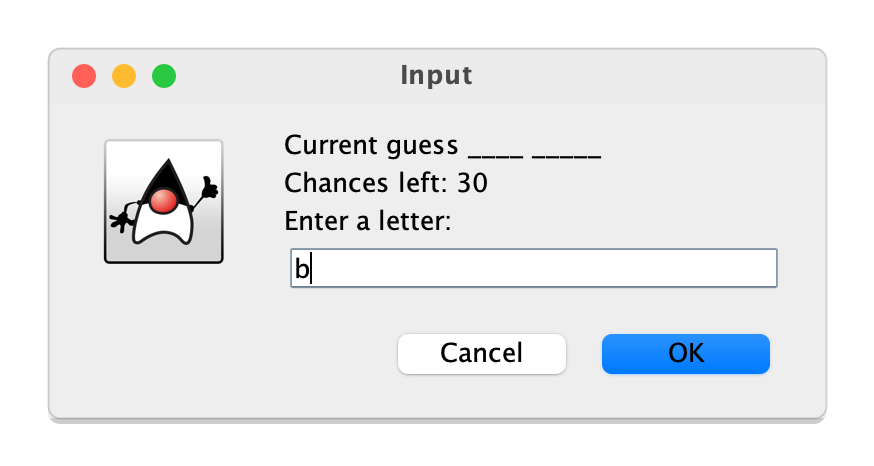 Input
Current guess ____ _____
Chances left: 30
Enter a letter:
b
Cancel
OK